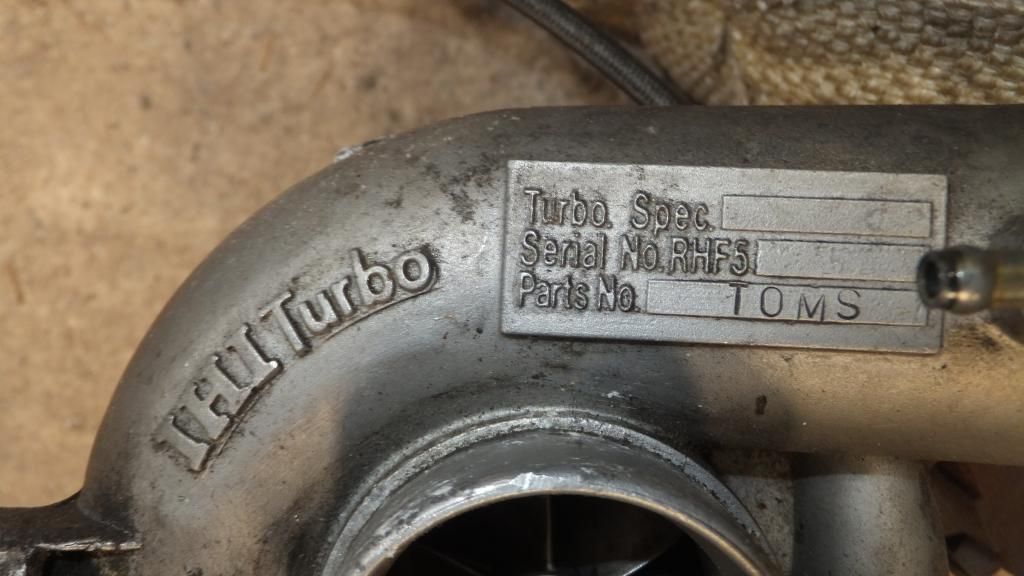 IHI Turbo
Turbo. Spec.
Serial No. RHF5
Parts No. TOMS